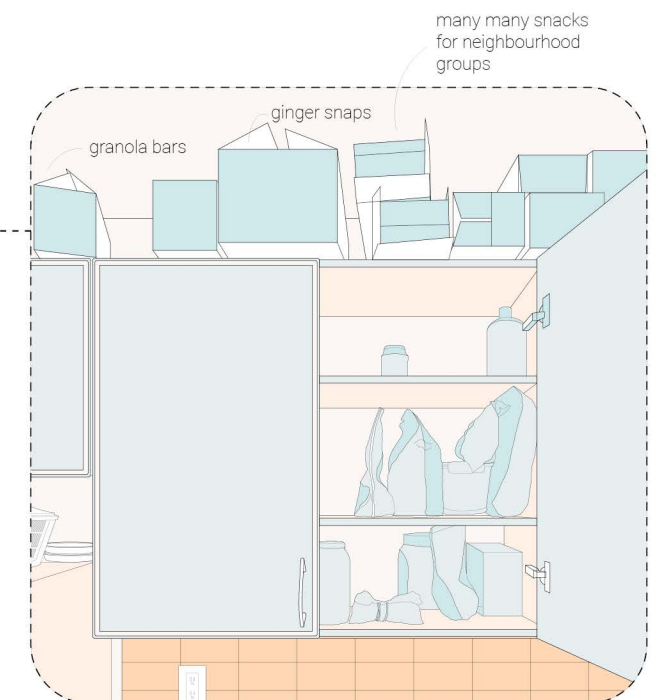 many many snacks
for neighbourhood
groups
ginger snaps
granola bars